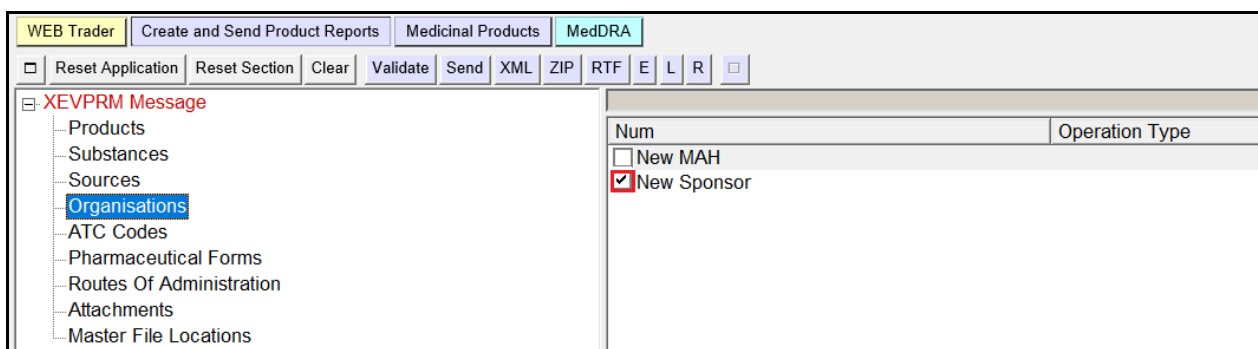 WEB Trader Create and Send Product Reports Medicinal Products MedDRA
Reset Application Reset Section Clear Validate Send XML ZIP RTF E L R
XEVPRM Message
Products
Substances
Sources
Organisations
ATC Codes
Pharmaceutical Forms
Routes Of Administration
Attachments
Master File Locations
Num Operation Type
New MAH
New Sponsor